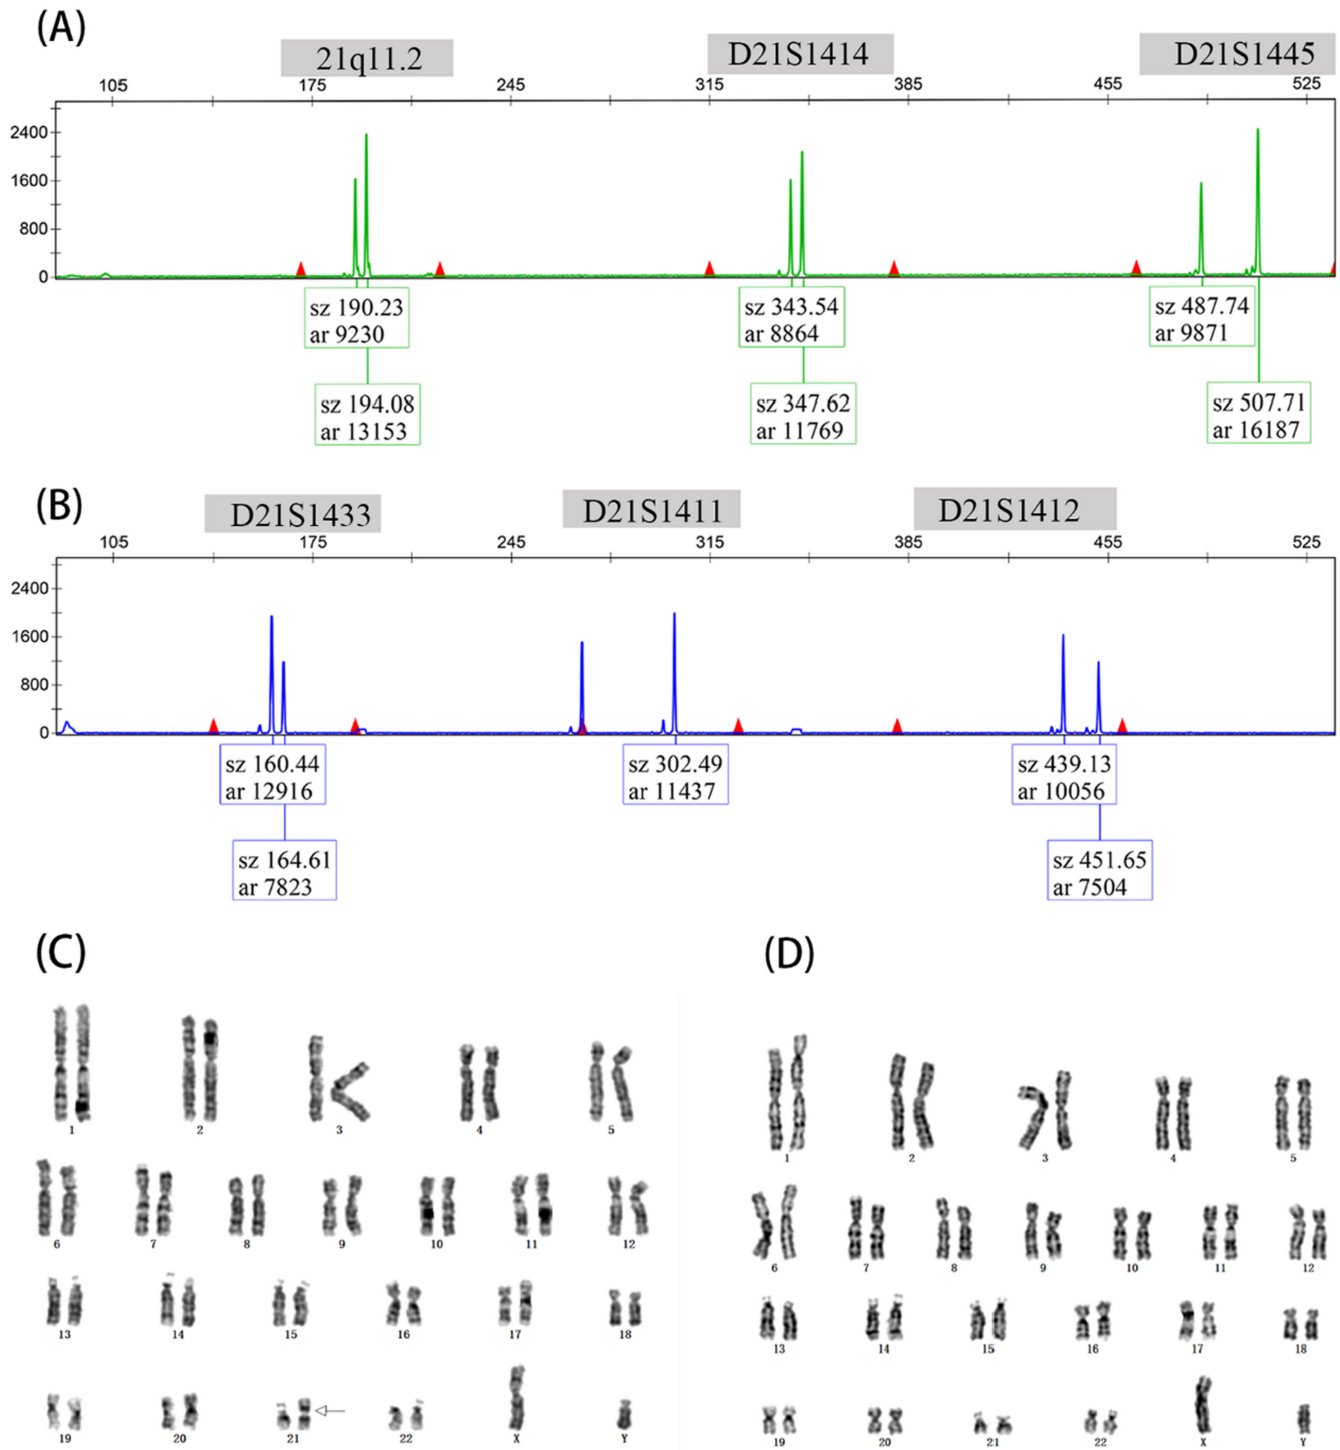 (A)
21q11.2 D21S1414 D21S1445
105 175 245 315 385 455 525
2400
1600
800
0
sz 190.23
ar 9230
sz 343.54
ar 8864
sz 487.74
ar 9871
sz 194.08
ar 13153
sz 347.62
ar 11769
sz 507.71
ar 16187
(B)
D21S1433 D21S1411 D21S1412
105 175 245 315 385 455 525
2400
1600
800
0
sz 160.44
ar 12916
sz 302.49
ar 11437
sz 439.13
ar 10056
sz 164.61
ar 7823
sz 451.65
ar 7504
(C)
1 2 3 4 5
6 7 8 9 10 11 12
13 14 15 16 17 18
19 20 21 22 X Y
(D)
1 2 3 4 5
6 7 8 9 10 11 12
13 14 15 16 17 18
19 20 21 22 X Y